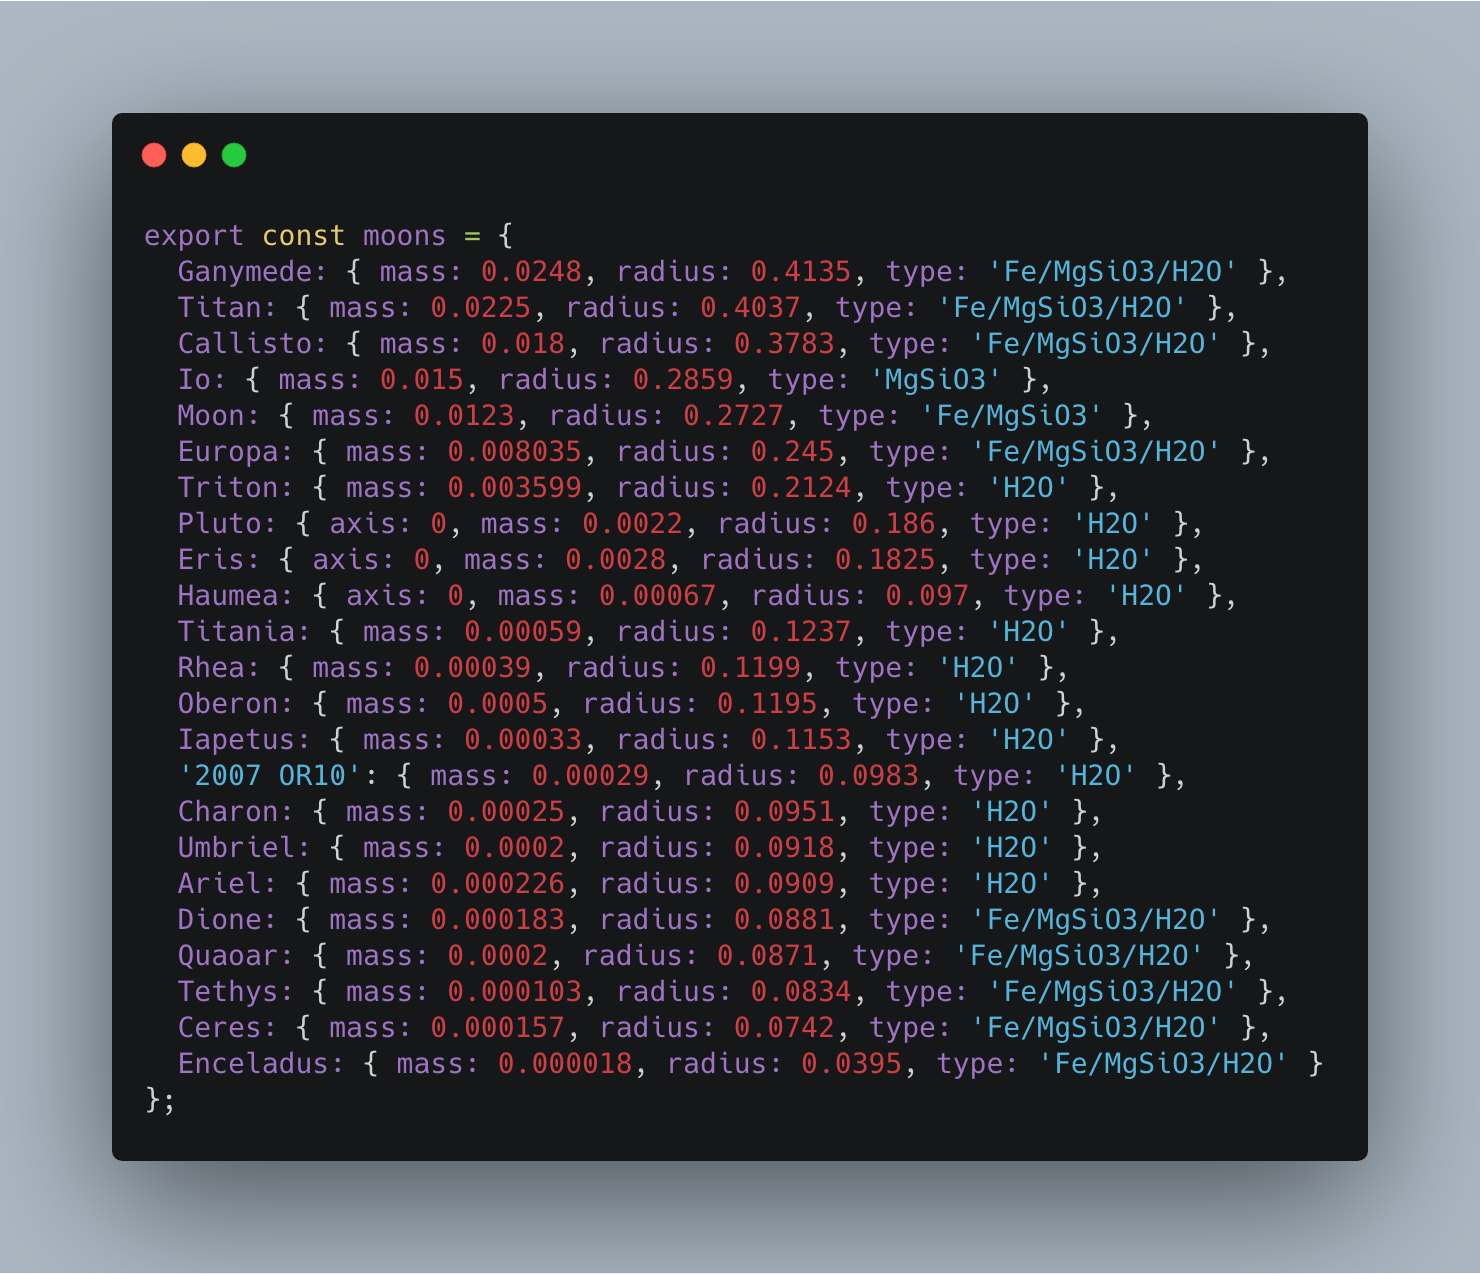 export const moons = {
  Ganymede: { mass: 0.0248, radius: 0.4135, type: 'Fe/MgSiO3/H2O' },
  Titan: { mass: 0.0225, radius: 0.4037, type: 'Fe/MgSiO3/H2O' },
  Callisto: { mass: 0.018, radius: 0.3783, type: 'Fe/MgSiO3/H2O' },
  Io: { mass: 0.015, radius: 0.2859, type: 'MgSiO3' },
  Moon: { mass: 0.0123, radius: 0.2727, type: 'Fe/MgSiO3' },
  Europa: { mass: 0.008035, radius: 0.245, type: 'Fe/MgSiO3/H2O' },
  Triton: { mass: 0.003599, radius: 0.2124, type: 'H2O' },
  Pluto: { axis: 0, mass: 0.0022, radius: 0.186, type: 'H2O' },
  Eris: { axis: 0, mass: 0.0028, radius: 0.1825, type: 'H2O' },
  Haumea: { axis: 0, mass: 0.00067, radius: 0.097, type: 'H2O' },
  Titania: { mass: 0.00059, radius: 0.1237, type: 'H2O' },
  Rhea: { mass: 0.00039, radius: 0.1199, type: 'H2O' },
  Oberon: { mass: 0.0005, radius: 0.1195, type: 'H2O' },
  Iapetus: { mass: 0.00033, radius: 0.1153, type: 'H2O' },
  '2007 OR10': { mass: 0.00029, radius: 0.0983, type: 'H2O' },
  Charon: { mass: 0.00025, radius: 0.0951, type: 'H2O' },
  Umbriel: { mass: 0.0002, radius: 0.0918, type: 'H2O' },
  Ariel: { mass: 0.000226, radius: 0.0909, type: 'H2O' },
  Dione: { mass: 0.000183, radius: 0.0881, type: 'Fe/MgSiO3/H2O' },
  Quaoar: { mass: 0.0002, radius: 0.0871, type: 'Fe/MgSiO3/H2O' },
  Tethys: { mass: 0.000103, radius: 0.0834, type: 'Fe/MgSiO3/H2O' },
  Ceres: { mass: 0.000157, radius: 0.0742, type: 'Fe/MgSiO3/H2O' },
  Enceladus: { mass: 0.000018, radius: 0.0395, type: 'Fe/MgSiO3/H2O' }
};